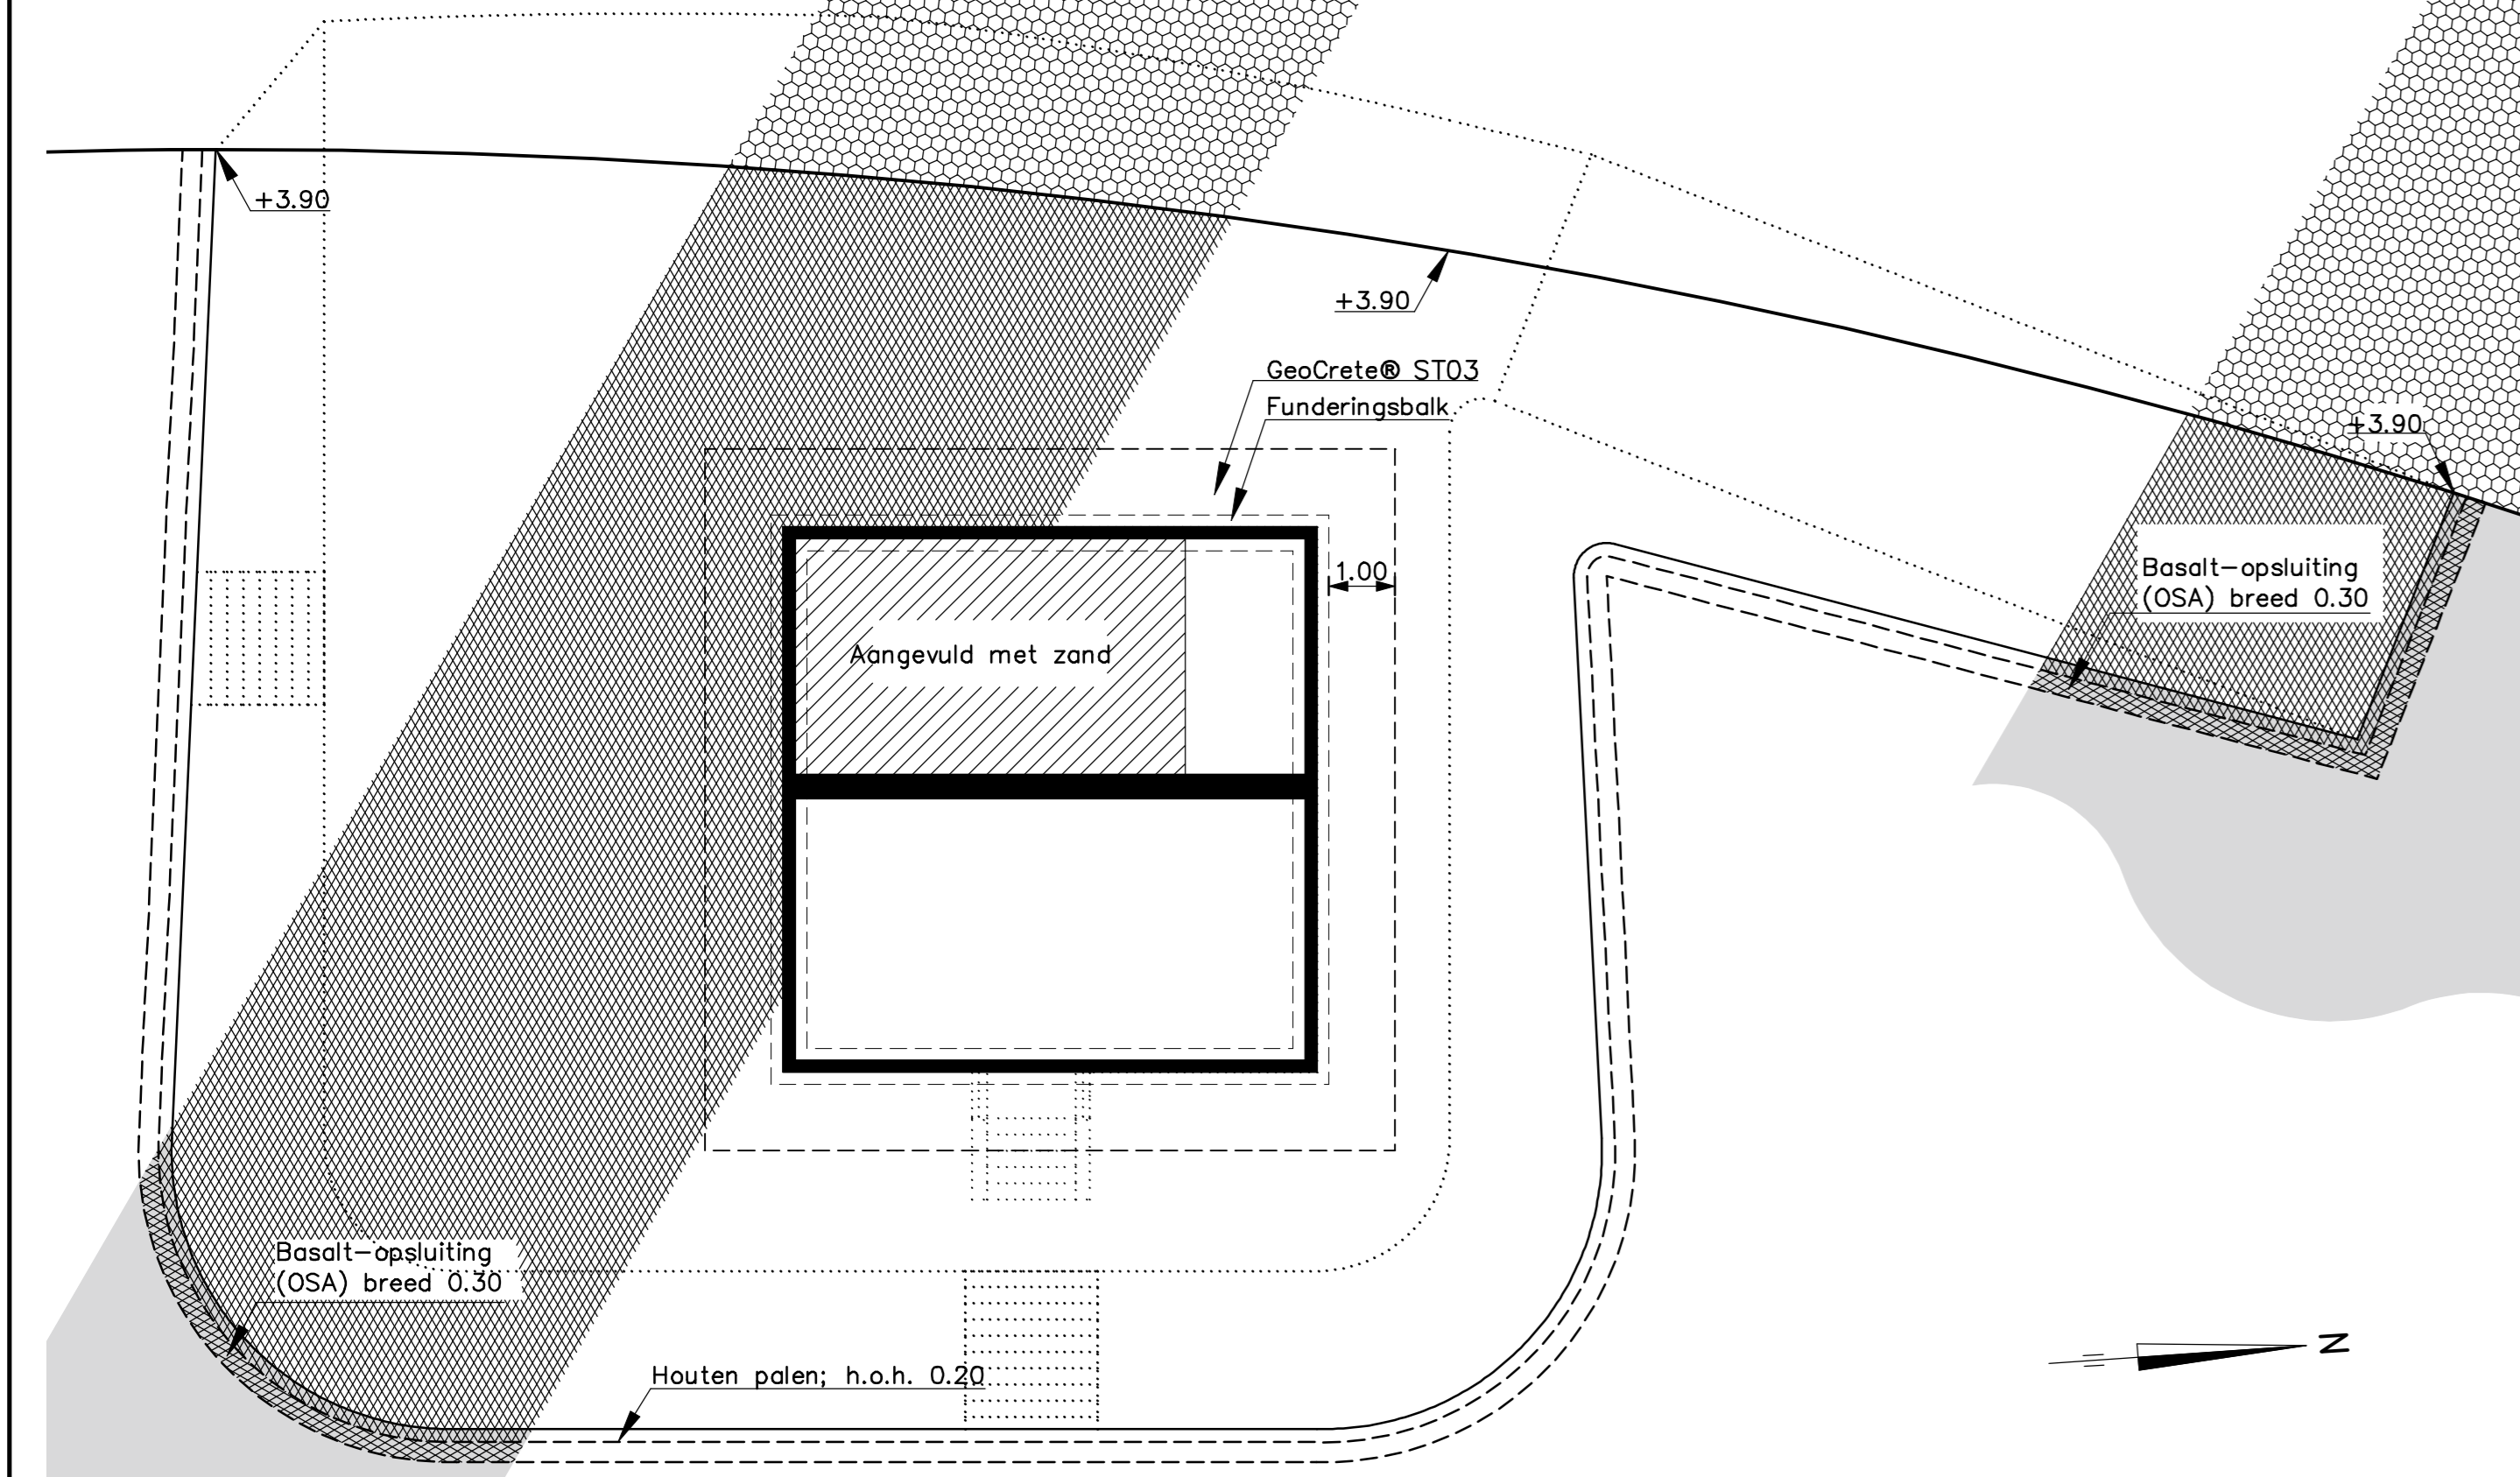 +3.90
+3.90
GeoCrete® ST03
Funderingsbalk
+3.90
1.00
Basalt-opsluiting
(OSA) breed 0.30
Aangevuld met zand
Basalt-opsluiting
(OSA) breed 0.30
Houten palen; h.o.h. 0.20
N